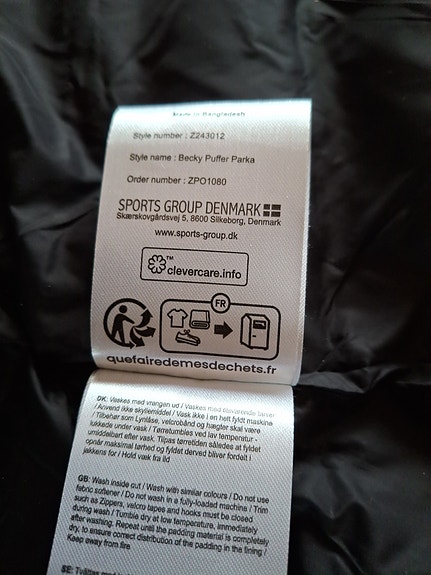 Made in Bangladesh
Style number : Z243012
Style name : Becky Puffer Parka
Order number : ZPO1080
SPORTS GROUP DENMARK
Skærskovgårdsvej 5, 8600 Silkeborg, Denmark
www.sports-group.dk
TM
clevercare.info
FR
quefairedemesdechets.fr
DK: Vaskes med vrangen ud / Vaskes med tilsvarende farver
/ Anvend ikke skyllemiddel / Vask ikke i en helt fyldt maskine
/ Tilbehør som Lynlåse, velcrobånd og hægter skal være
lukkede under vask / Tørretumbles ved lav temperatur -
umiddelbart efter vask. Tilpas tørretiden således at fyldet
opnår maksimal tørhed og fyldet derved bliver fordelt i
jakkens for / Hold væk fra ild
GB: Wash inside out / Wash with similar colours / Do not use
fabric softener / Do not wash in a fully-loaded machine / Trim
such as Zippers, velcro tapes and hooks must be closed
during wash / Tumble dry at low temperature, immediately
after washing. Repeat until the padding material is completely
dry, to ensure correct distribution of the padding in the lining /
Keep away from fire
SE: Tvättas med